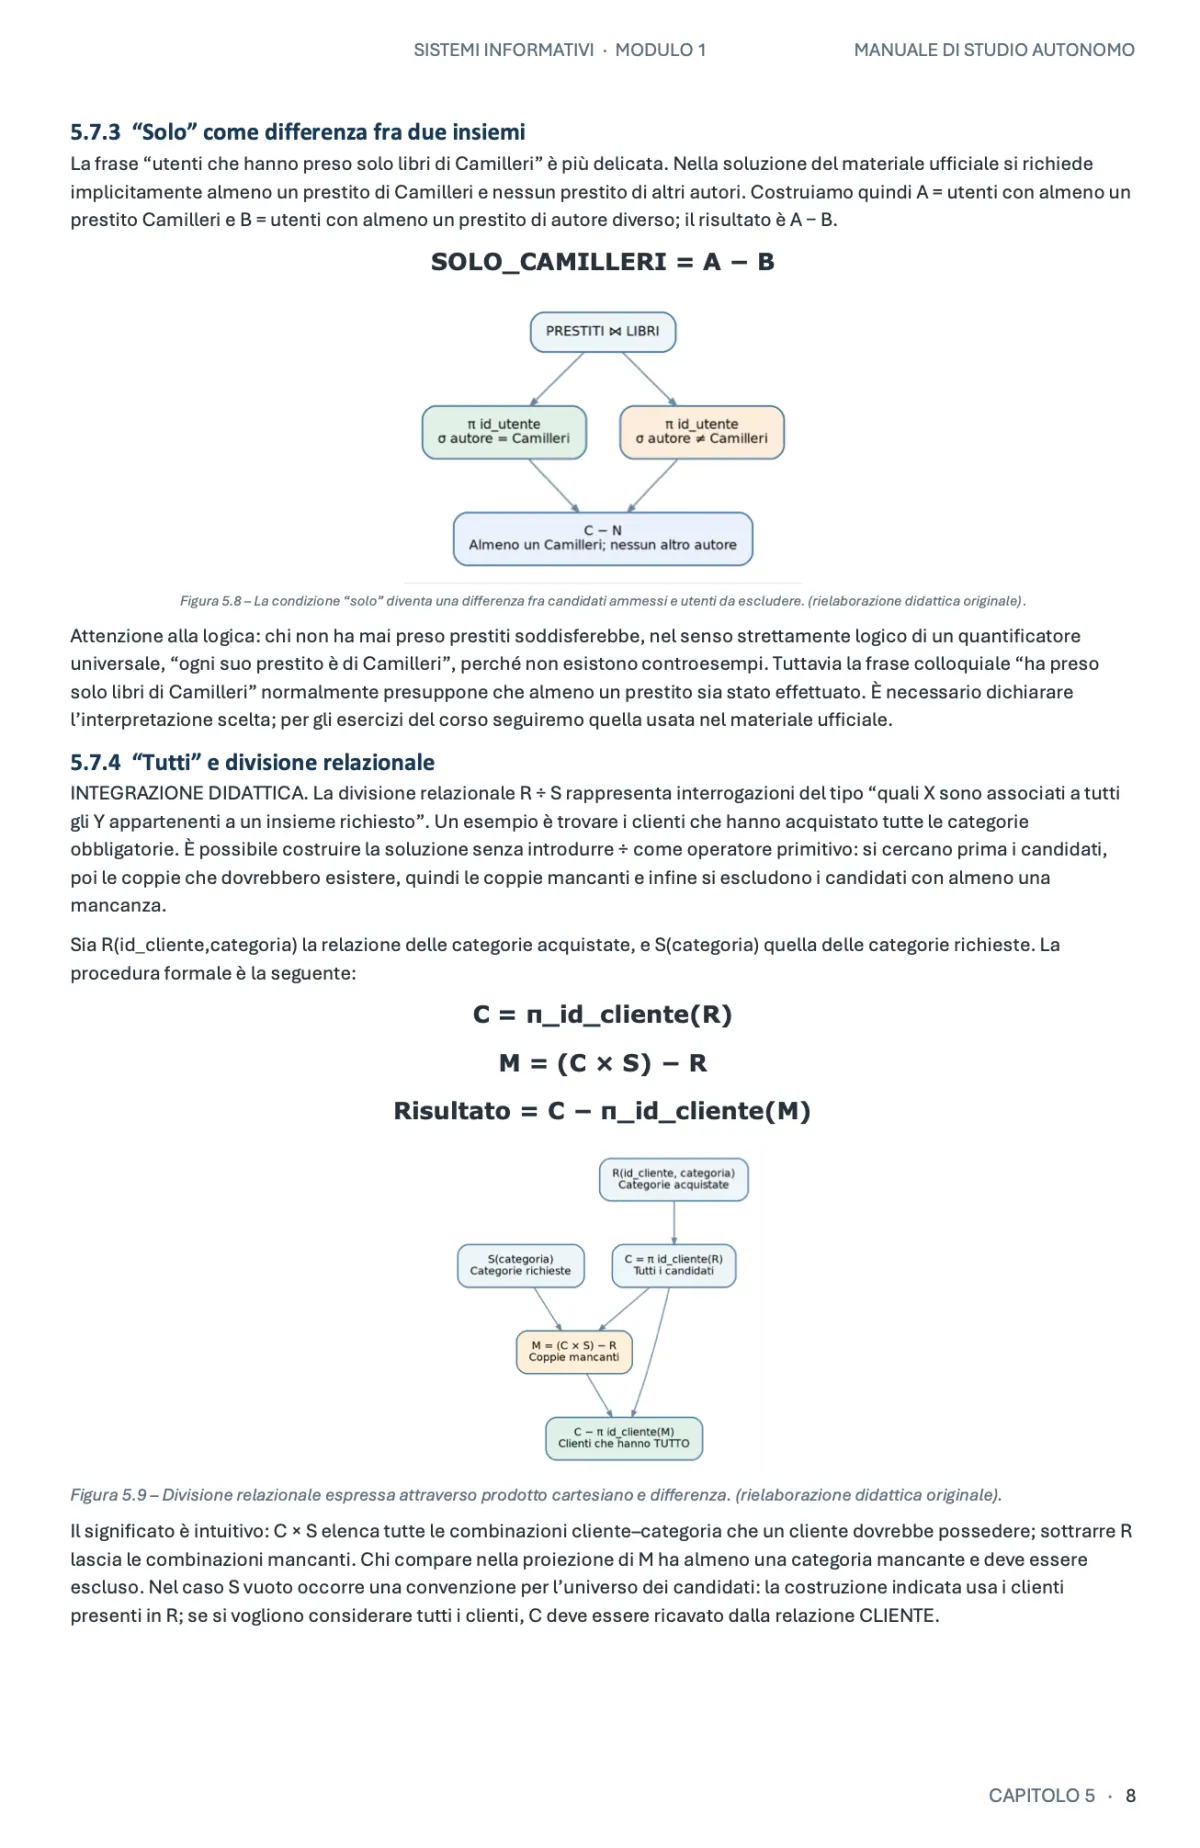 SISTEMI INFORMATIVI · MODULO 1 MANUALE DI STUDIO AUTONOMO
5.7.3 “Solo” come differenza fra due insiemi
La frase “utenti che hanno preso solo libri di Camilleri” è più delicata. Nella soluzione del materiale ufficiale si richiede
implicitamente almeno un prestito di Camilleri e nessun prestito di altri autori. Costruiamo quindi A = utenti con almeno un
prestito Camilleri e B = utenti con almeno un prestito di autore diverso; il risultato è A − B.
SOLO_CAMILLERI = A − B
PRESTITI ⋈ LIBRI
π id_utente
σ autore = Camilleri
π id_utente
σ autore ≠ Camilleri
C − N
Almeno un Camilleri; nessun altro autore
Figura 5.8 – La condizione “solo” diventa una differenza fra candidati ammessi e utenti da escludere. (rielaborazione didattica originale).
Attenzione alla logica: chi non ha mai preso prestiti soddisferebbe, nel senso strettamente logico di un quantificatore
universale, “ogni suo prestito è di Camilleri”, perché non esistono controesempi. Tuttavia la frase colloquiale “ha preso
solo libri di Camilleri” normalmente presuppone che almeno un prestito sia stato effettuato. È necessario dichiarare
l’interpretazione scelta; per gli esercizi del corso seguiremo quella usata nel materiale ufficiale.
5.7.4 “Tutti” e divisione relazionale
INTEGRAZIONE DIDATTICA. La divisione relazionale R ÷ S rappresenta interrogazioni del tipo “quali X sono associati a tutti
gli Y appartenenti a un insieme richiesto”. Un esempio è trovare i clienti che hanno acquistato tutte le categorie
obbligatorie. È possibile costruire la soluzione senza introdurre ÷ come operatore primitivo: si cercano prima i candidati,
poi le coppie che dovrebbero esistere, quindi le coppie mancanti e infine si escludono i candidati con almeno una
mancanza.
Sia R(id_cliente,categoria) la relazione delle categorie acquistate, e S(categoria) quella delle categorie richieste. La
procedura formale è la seguente:
C = π_id_cliente(R)
M = (C × S) − R
Risultato = C − π_id_cliente(M)
R(id_cliente, categoria)
Categorie acquistate
S(categoria)
Categorie richieste
C = π id_cliente(R)
Tutti i candidati
M = (C × S) − R
Coppie mancanti
C − π id_cliente(M)
Clienti che hanno TUTTO
Figura 5.9 – Divisione relazionale espressa attraverso prodotto cartesiano e differenza. (rielaborazione didattica originale).
Il significato è intuitivo: C × S elenca tutte le combinazioni cliente–categoria che un cliente dovrebbe possedere; sottrarre R
lascia le combinazioni mancanti. Chi compare nella proiezione di M ha almeno una categoria mancante e deve essere
escluso. Nel caso S vuoto occorre una convenzione per l’universo dei candidati: la costruzione indicata usa i clienti
presenti in R; se si vogliono considerare tutti i clienti, C deve essere ricavato dalla relazione CLIENTE.
CAPITOLO 5 · 8